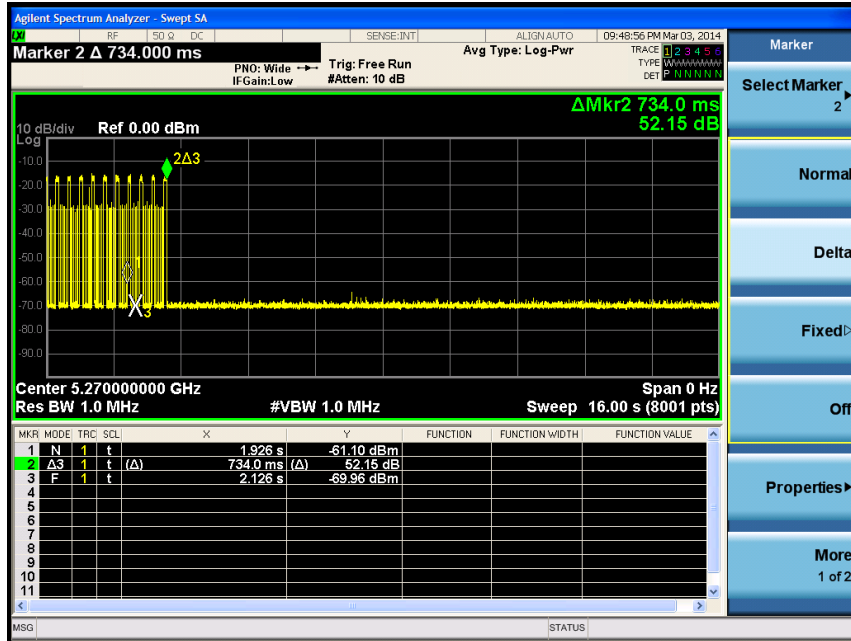 Agilent Spectrum Analyzer - Swept SA
LXI RF 50 Ω DC SENSE:INT ALIGN AUTO 09:48:56 PM Mar 03, 2014
Marker 2 Δ 734.000 ms
PNO: Wide
IFGain:Low
Trig: Free Run
#Atten: 10 dB
Avg Type: Log-Pwr
TRACE 1 2 3 4 5 6
TYPE
DET P N N N N N
ΔMkr2 734.0 ms
52.15 dB
10 dB/div Ref 0.00 dBm
Log
2Δ3
-10.0
-20.0
-30.0
-40.0
1
-50.0
-60.0
-70.0
3
-80.0
-90.0
Center 5.270000000 GHz Span 0 Hz
Res BW 1.0 MHz #VBW 1.0 MHz Sweep 16.00 s (8001 pts)
MKR MODE TRC SCL X Y FUNCTION FUNCTION WIDTH FUNCTION VALUE
1 N 1 t 1.926 s -61.10 dBm
2 Δ3 1 t (Δ) 734.0 ms (Δ) 52.15 dB
3 F 1 t 2.126 s -69.96 dBm
4
5
6
7
8
9
10
11
MSG STATUS
Marker
Select Marker
2
Normal
Delta
Fixed
Off
Properties
More
1 of 2